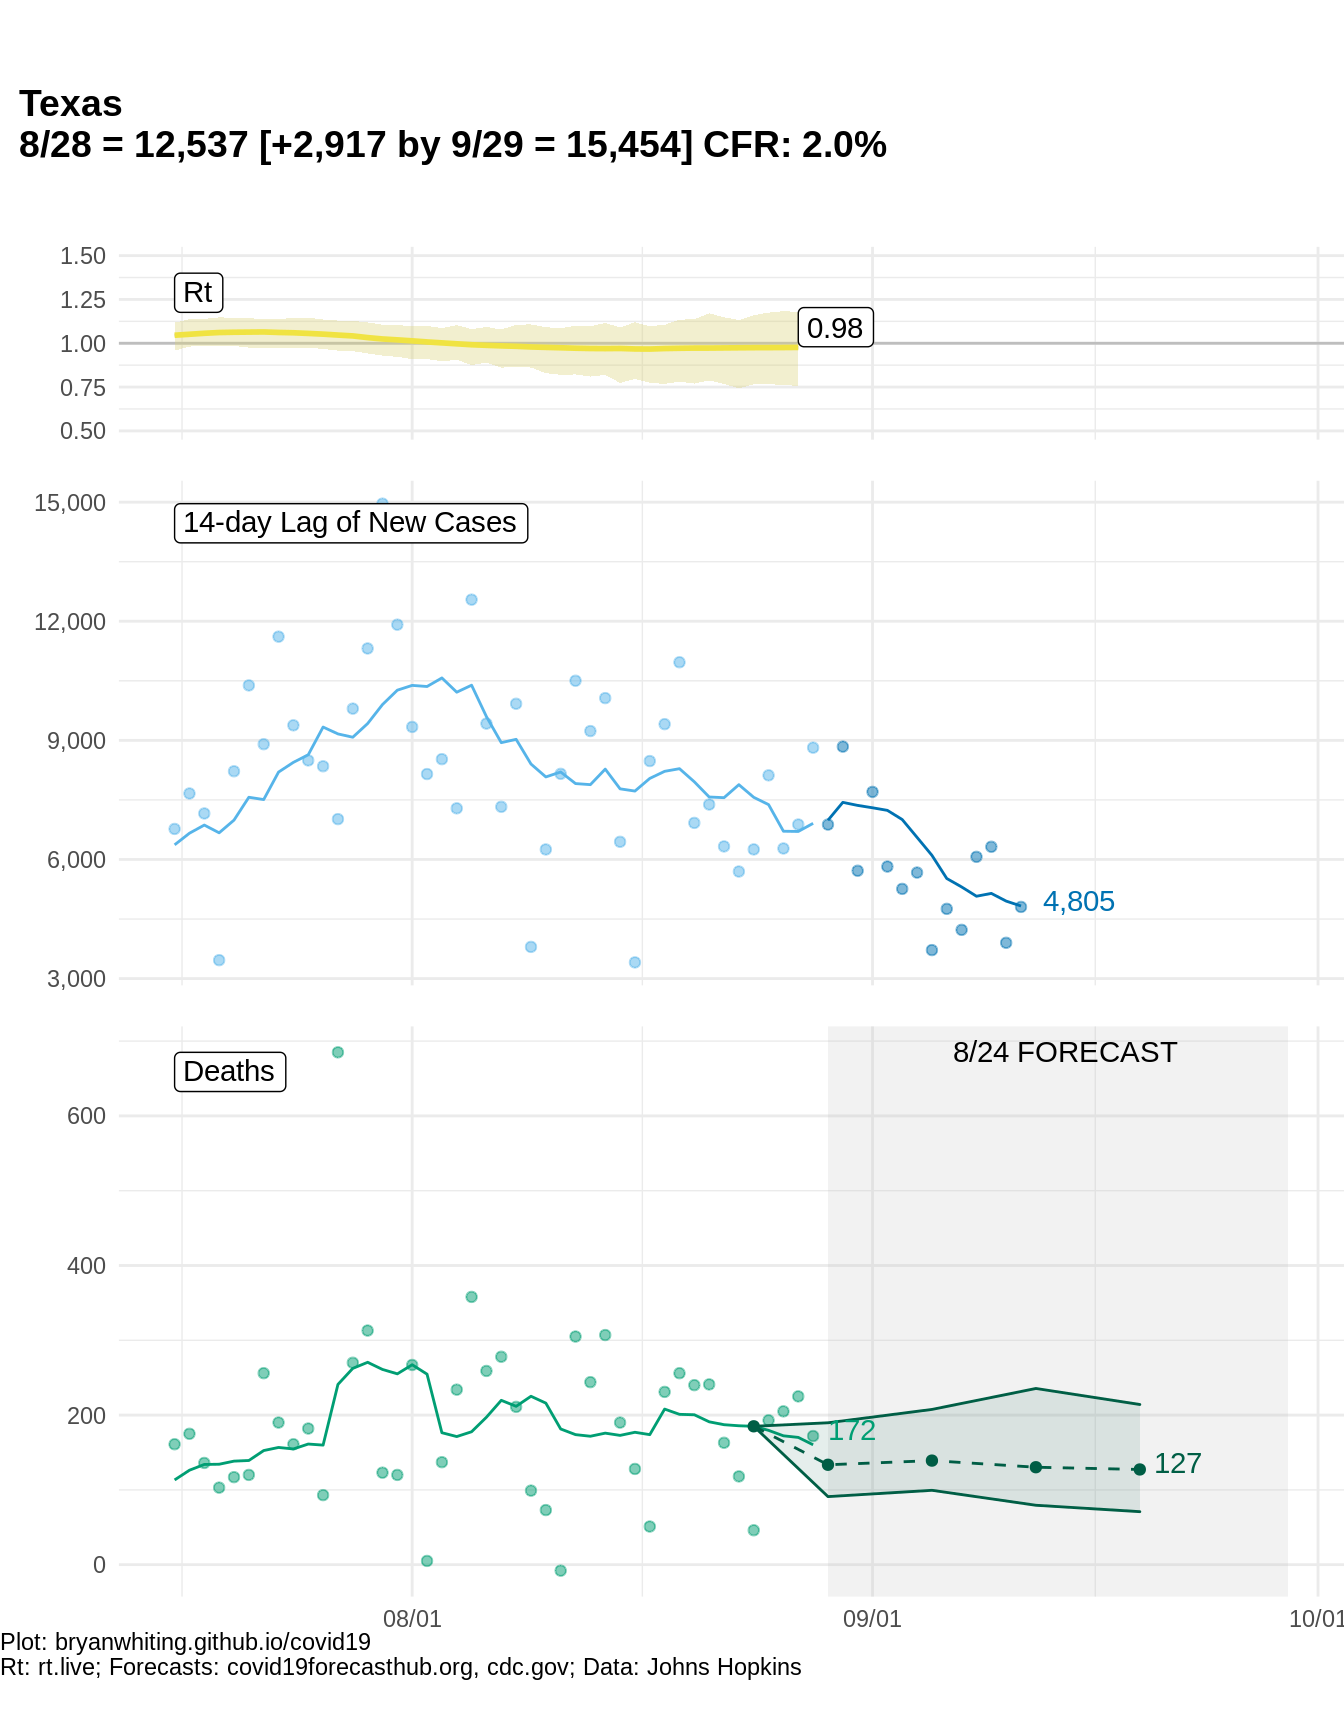 Texas
8/28 = 12,537 [+2,917 by 9/29 = 15,454] CFR: 2.0%
1.50
1.25
1.00
0.75
0.50
Rt
0.98
15,000
12,000
9,000
6,000
3,000
14-day Lag of New Cases
4,805
600
400
200
0
Deaths
8/24 FORECAST
172
127
08/01
09/01
10/01
Plot: bryanwhiting.github.io/covid19
Rt: rt.live; Forecasts: covid19forecasthub.org, cdc.gov; Data: Johns Hopkins